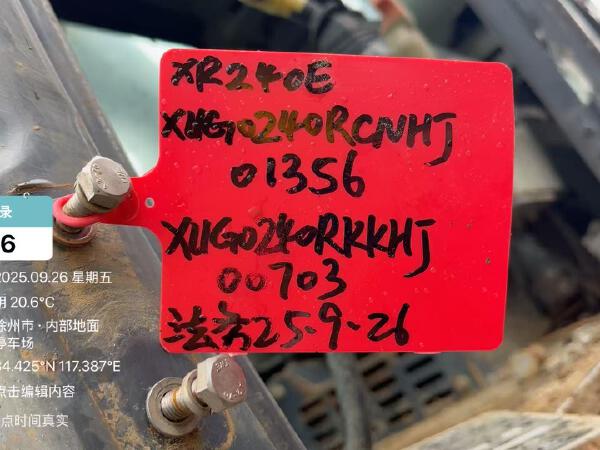 XR240E
XUG0240RCNHJ
01356
XUG0240RKKHJ
00703
法务25.9.26
录
6
2025.09.26 星期五
月 20.6°C
徐州市·内部地面
停车场
34.425°N 117.387°E
点击编辑内容
点时间真实